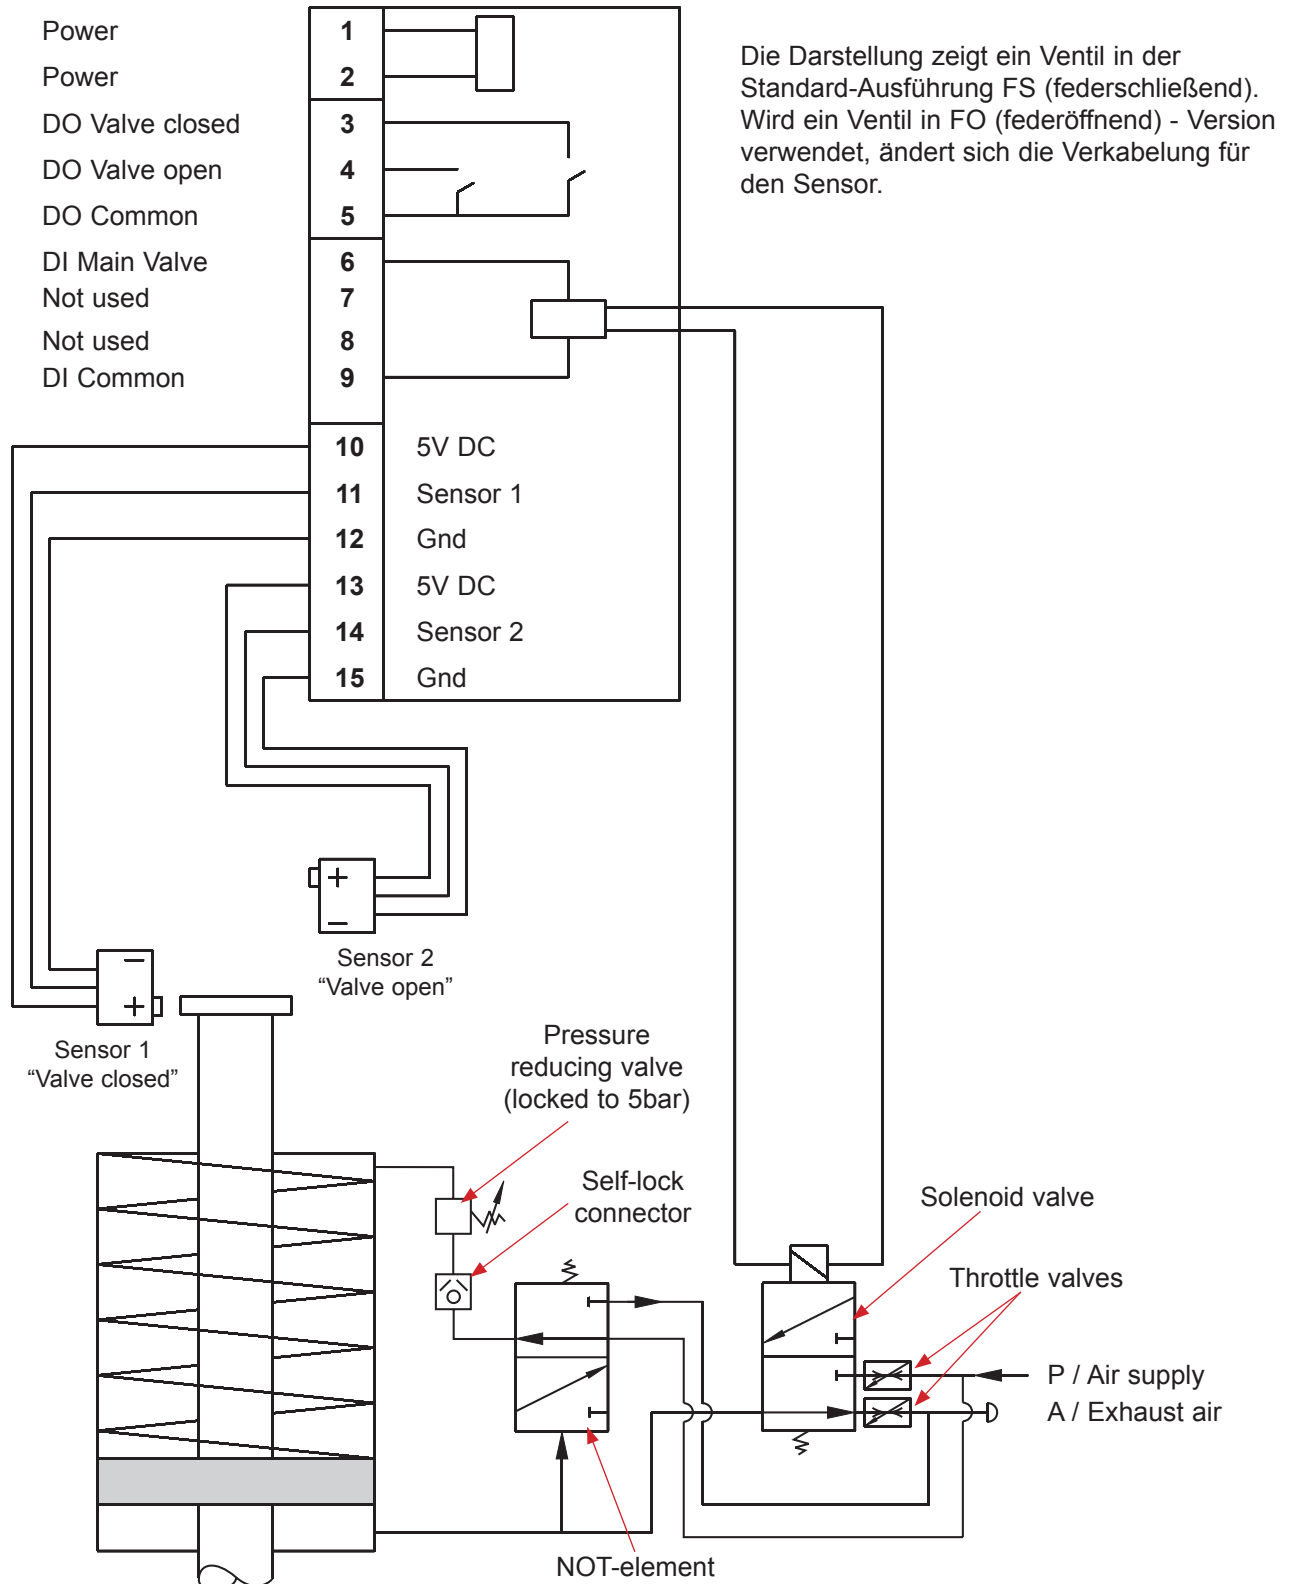 Power 1
Power 2
DO Valve closed 3
DO Valve open 4
DO Common 5
DI Main Valve 6
Not used 7
Not used 8
DI Common 9
10 5V DC
11 Sensor 1
12 Gnd
13 5V DC
14 Sensor 2
15 Gnd
Die Darstellung zeigt ein Ventil in der
Standard-Ausführung FS (federschließend).
Wird ein Ventil in FO (federöffnend) - Version
verwendet, ändert sich die Verkabelung für
den Sensor.
+
–
Sensor 2
“Valve open”
–
+
Sensor 1
“Valve closed”
Pressure
reducing valve
(locked to 5bar)
Self-lock
connector
Solenoid valve
Throttle valves
P / Air supply
A / Exhaust air
NOT-element